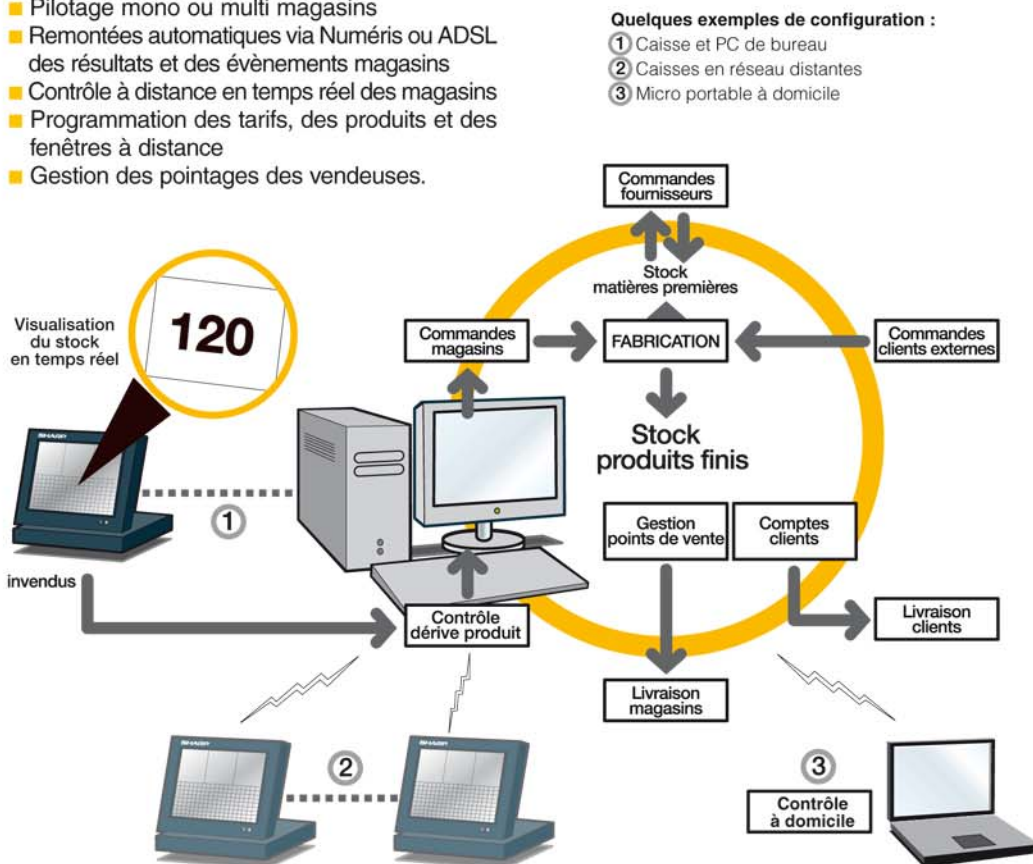 Pilotage mono ou multi magasins
Remontées automatiques via Numéris ou ADSL
des résultats et des évènements magasins
Contrôle à distance en temps réel des magasins
Programmation des tarifs, des produits et des
fenêtres à distance
Gestion des pointages des vendeuses.
Quelques exemples de configuration :
1 Caisse et PC de bureau
2 Caisses en réseau distantes
3 Micro portable à domicile
Commandes
fournisseurs
Stock
matières premières
Visualisation
du stock
en temps réel
120
Commandes
magasins
FABRICATION
Commandes
clients externes
Stock
produits finis
SHARP
1
Gestion
points de vente
Comptes
clients
invendus
Contrôle
dérive produit
Livraison
clients
Livraison
magasins
SHARP
2
SHARP
3
Contrôle
à domicile